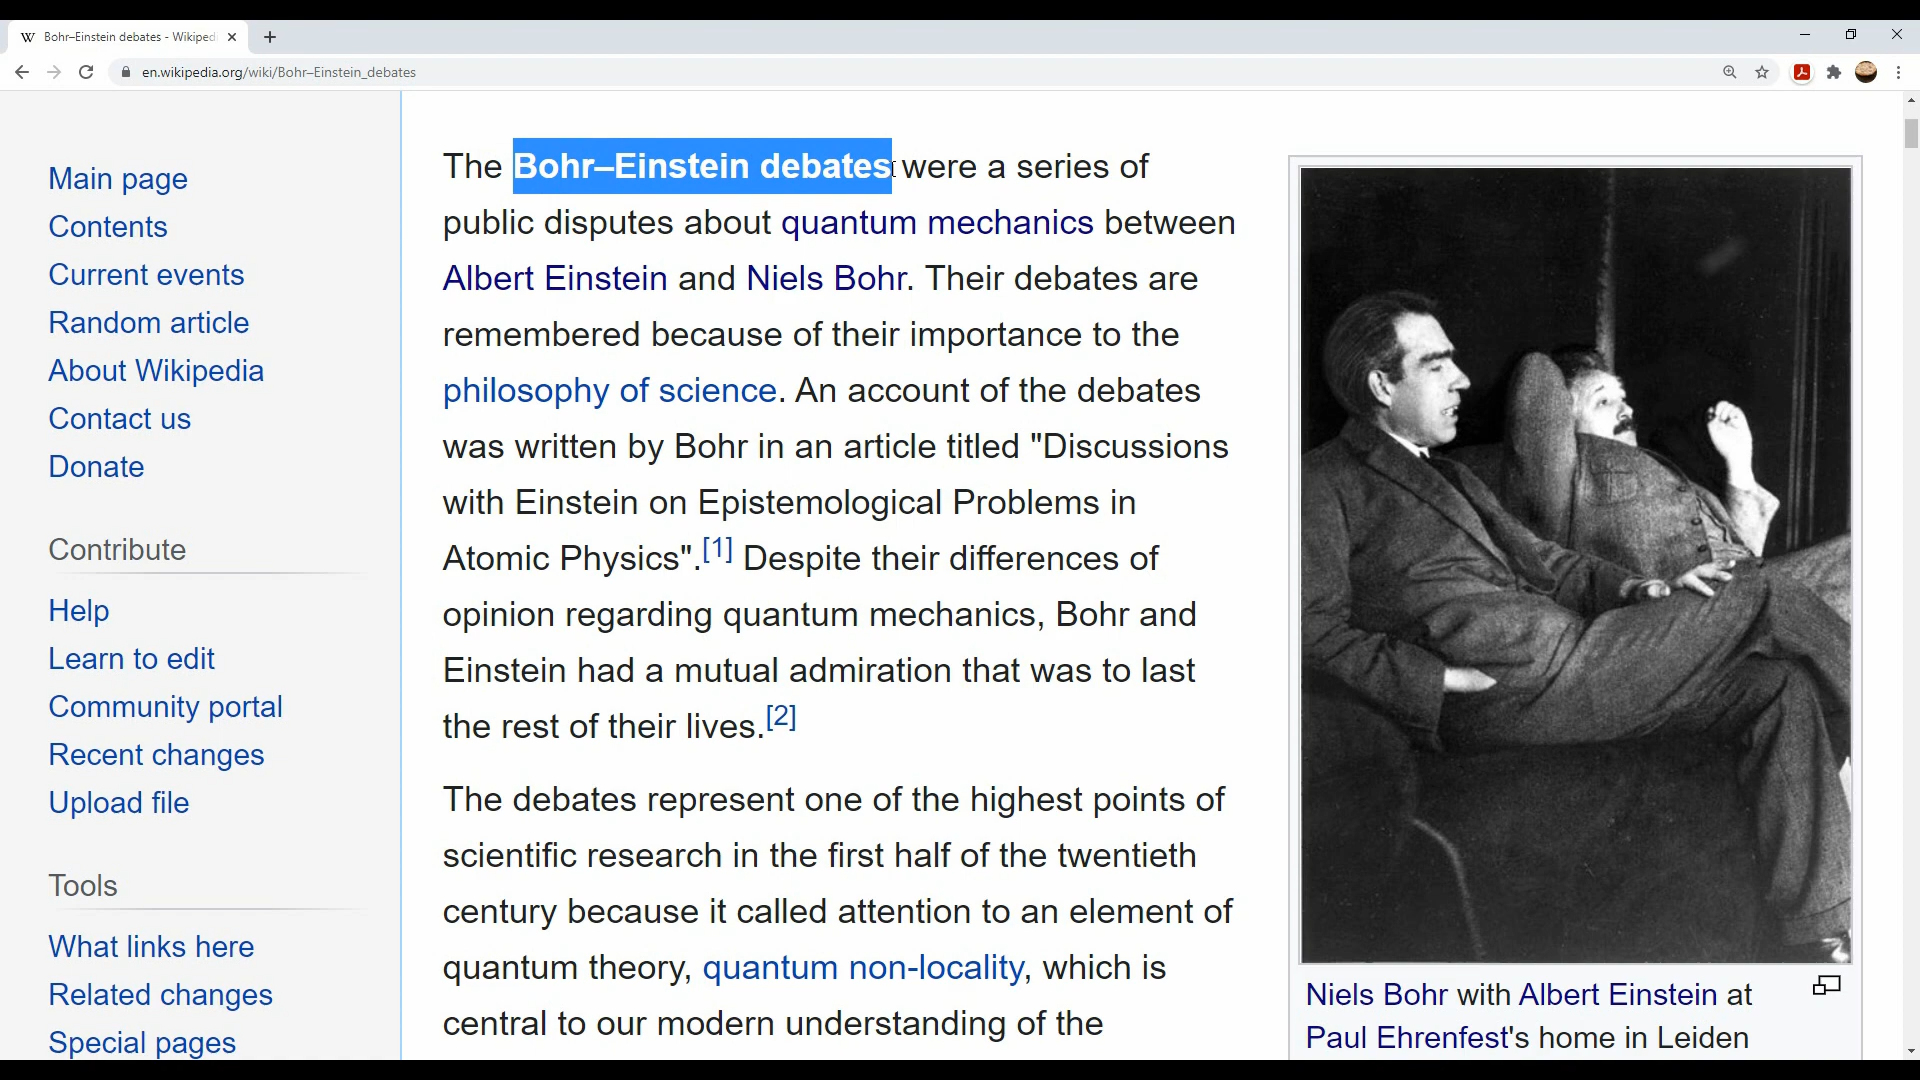 Bohr–Einstein debates - Wikiped
en.wikipedia.org/wiki/Bohr–Einstein_debates
Main page
Contents
Current events
Random article
About Wikipedia
Contact us
Donate
Contribute
Help
Learn to edit
Community portal
Recent changes
Upload file
Tools
What links here
Related changes
Special pages
The Bohr–Einstein debates were a series of
public disputes about quantum mechanics between
Albert Einstein and Niels Bohr. Their debates are
remembered because of their importance to the
philosophy of science. An account of the debates
was written by Bohr in an article titled "Discussions
with Einstein on Epistemological Problems in
Atomic Physics".[1] Despite their differences of
opinion regarding quantum mechanics, Bohr and
Einstein had a mutual admiration that was to last
the rest of their lives.[2]
The debates represent one of the highest points of
scientific research in the first half of the twentieth
century because it called attention to an element of
quantum theory, quantum non-locality, which is
central to our modern understanding of the
Niels Bohr with Albert Einstein at
Paul Ehrenfest's home in Leiden